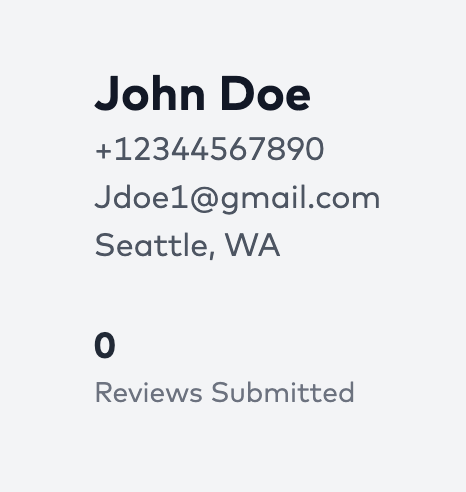 John Doe
+12344567890
Jdoe1@gmail.com
Seattle, WA
0
Reviews Submitted